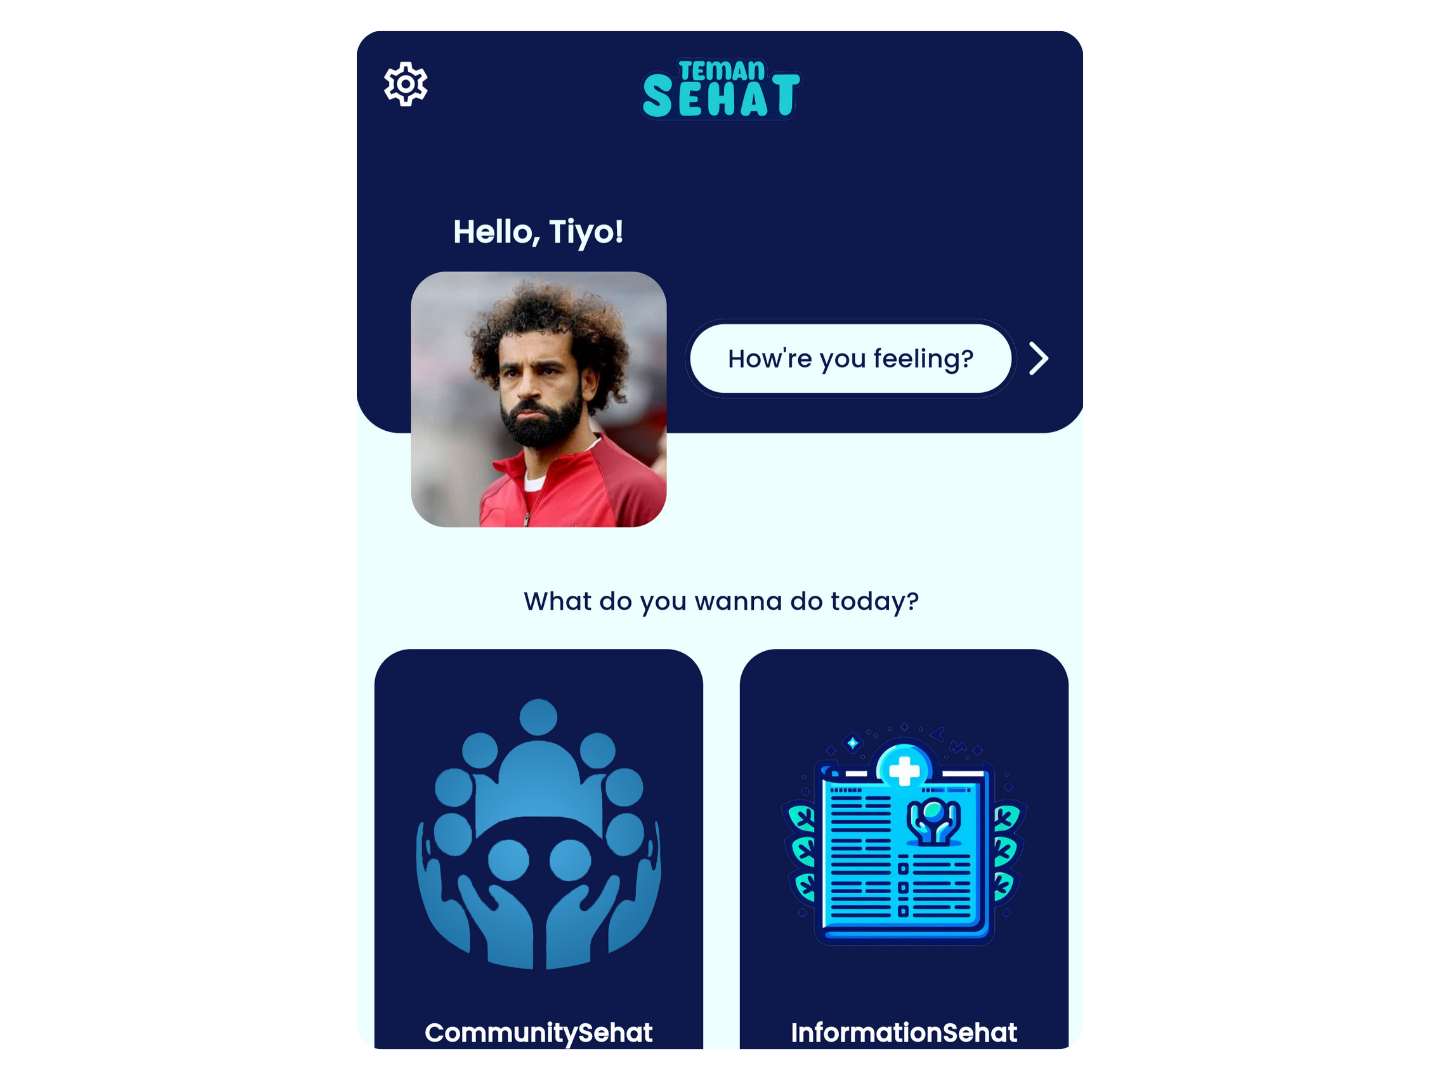 TEMAN
SEHAT
Hello, Tiyo!
How're you feeling?
What do you wanna do today?
CommunitySehat
InformationSehat